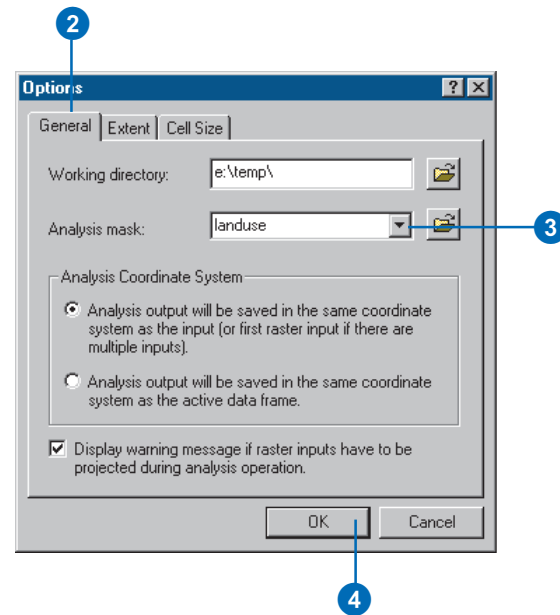 2
Options
General Extent Cell Size
Working directory: e:\temp\
Analysis mask: landuse
3
Analysis Coordinate System
Analysis output will be saved in the same coordinate
system as the input (or first raster input if there are
multiple inputs).
Analysis output will be saved in the same coordinate
system as the active data frame.
Display warning message if raster inputs have to be
projected during analysis operation.
OK Cancel
4